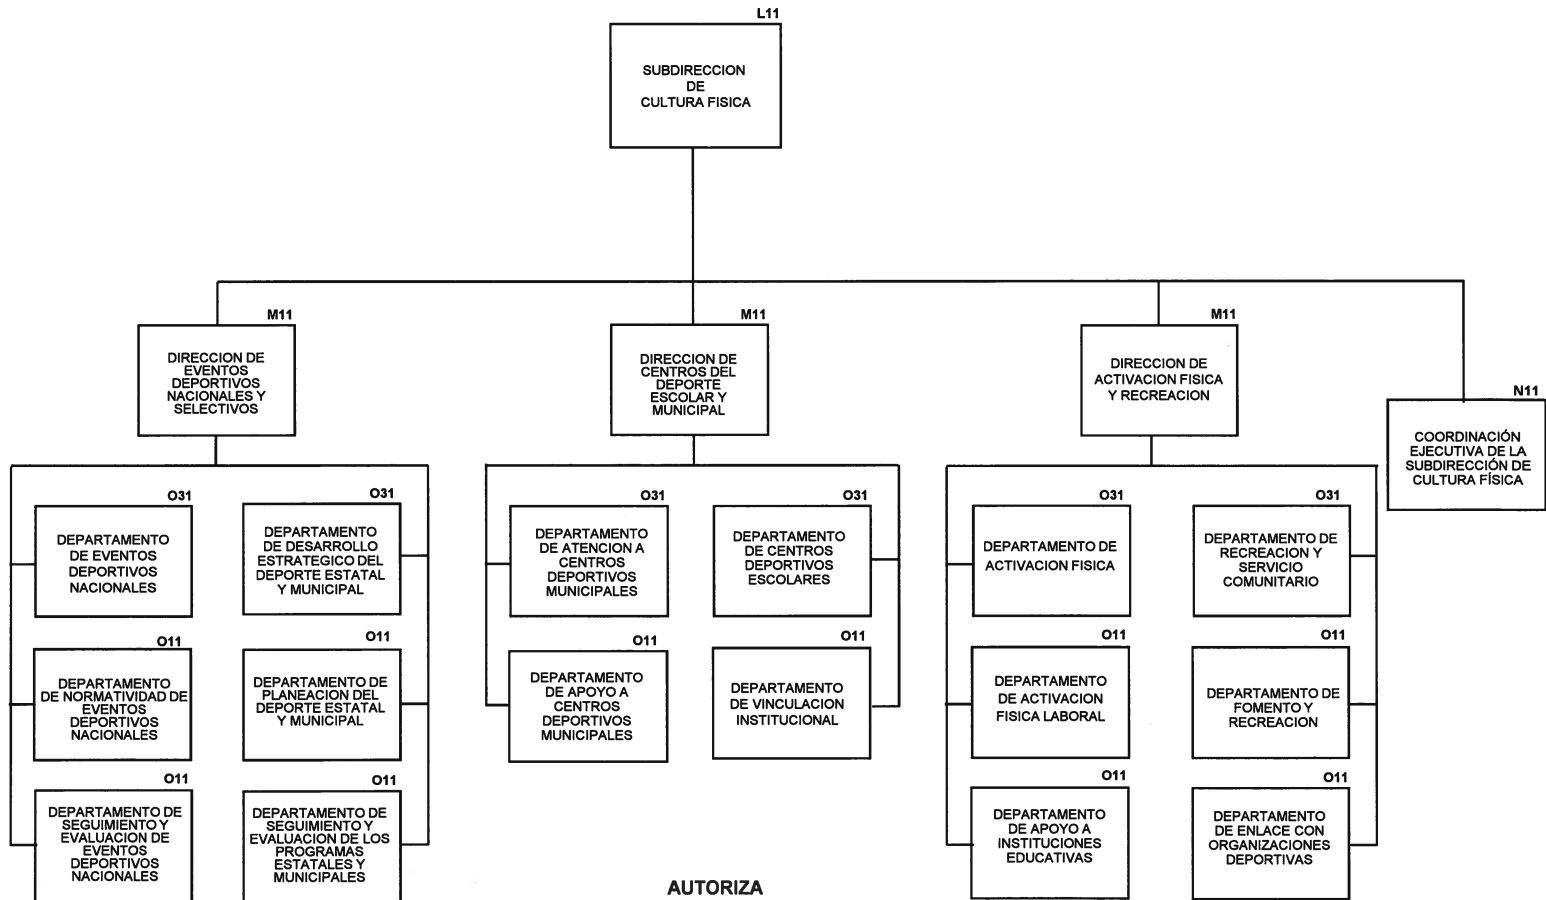 L11
SUBDIRECCION
DE
CULTURA FISICA
M11
DIRECCION DE
EVENTOS
DEPORTIVOS
NACIONALES Y
SELECTIVOS
M11
DIRECCION DE
CENTROS DEL
DEPORTE
ESCOLAR Y
MUNICIPAL
M11
DIRECCION DE
ACTIVACION FISICA
Y RECREACION
N11
COORDINACIÓN
EJECUTIVA DE LA
SUBDIRECCIÓN DE
CULTURA FÍSICA
O31
DEPARTAMENTO
DE EVENTOS
DEPORTIVOS
NACIONALES
O31
DEPARTAMENTO
DE DESARROLLO
ESTRATEGICO DEL
DEPORTE ESTATAL
Y MUNICIPAL
O31
DEPARTAMENTO
DE ATENCION A
CENTROS
DEPORTIVOS
MUNICIPALES
O31
DEPARTAMENTO
DE CENTROS
DEPORTIVOS
ESCOLARES
O31
DEPARTAMENTO DE
ACTIVACION FISICA
O31
DEPARTAMENTO DE
RECREACION Y
SERVICIO
COMUNITARIO
O11
DEPARTAMENTO
DE NORMATIVIDAD DE
EVENTOS
DEPORTIVOS
NACIONALES
O11
DEPARTAMENTO DE
PLANEACION DEL
DEPORTE ESTATAL
Y MUNICIPAL
O11
DEPARTAMENTO
DE APOYO A
CENTROS
DEPORTIVOS
MUNICIPALES
O11
DEPARTAMENTO
DE VINCULACION
INSTITUCIONAL
O11
DEPARTAMENTO
DE ACTIVACION
FISICA LABORAL
O11
DEPARTAMENTO DE
FOMENTO Y
RECREACION
O11
DEPARTAMENTO DE
SEGUIMIENTO Y
EVALUACION DE
EVENTOS
DEPORTIVOS
NACIONALES
O11
DEPARTAMENTO DE
SEGUIMIENTO Y
EVALUACION DE LOS
PROGRAMAS
ESTATALES Y
MUNICIPALES
O11
DEPARTAMENTO
DE APOYO A
INSTITUCIONES
EDUCATIVAS
O11
DEPARTAMENTO
DE ENLACE CON
ORGANIZACIONES
DEPORTIVAS
AUTORIZA